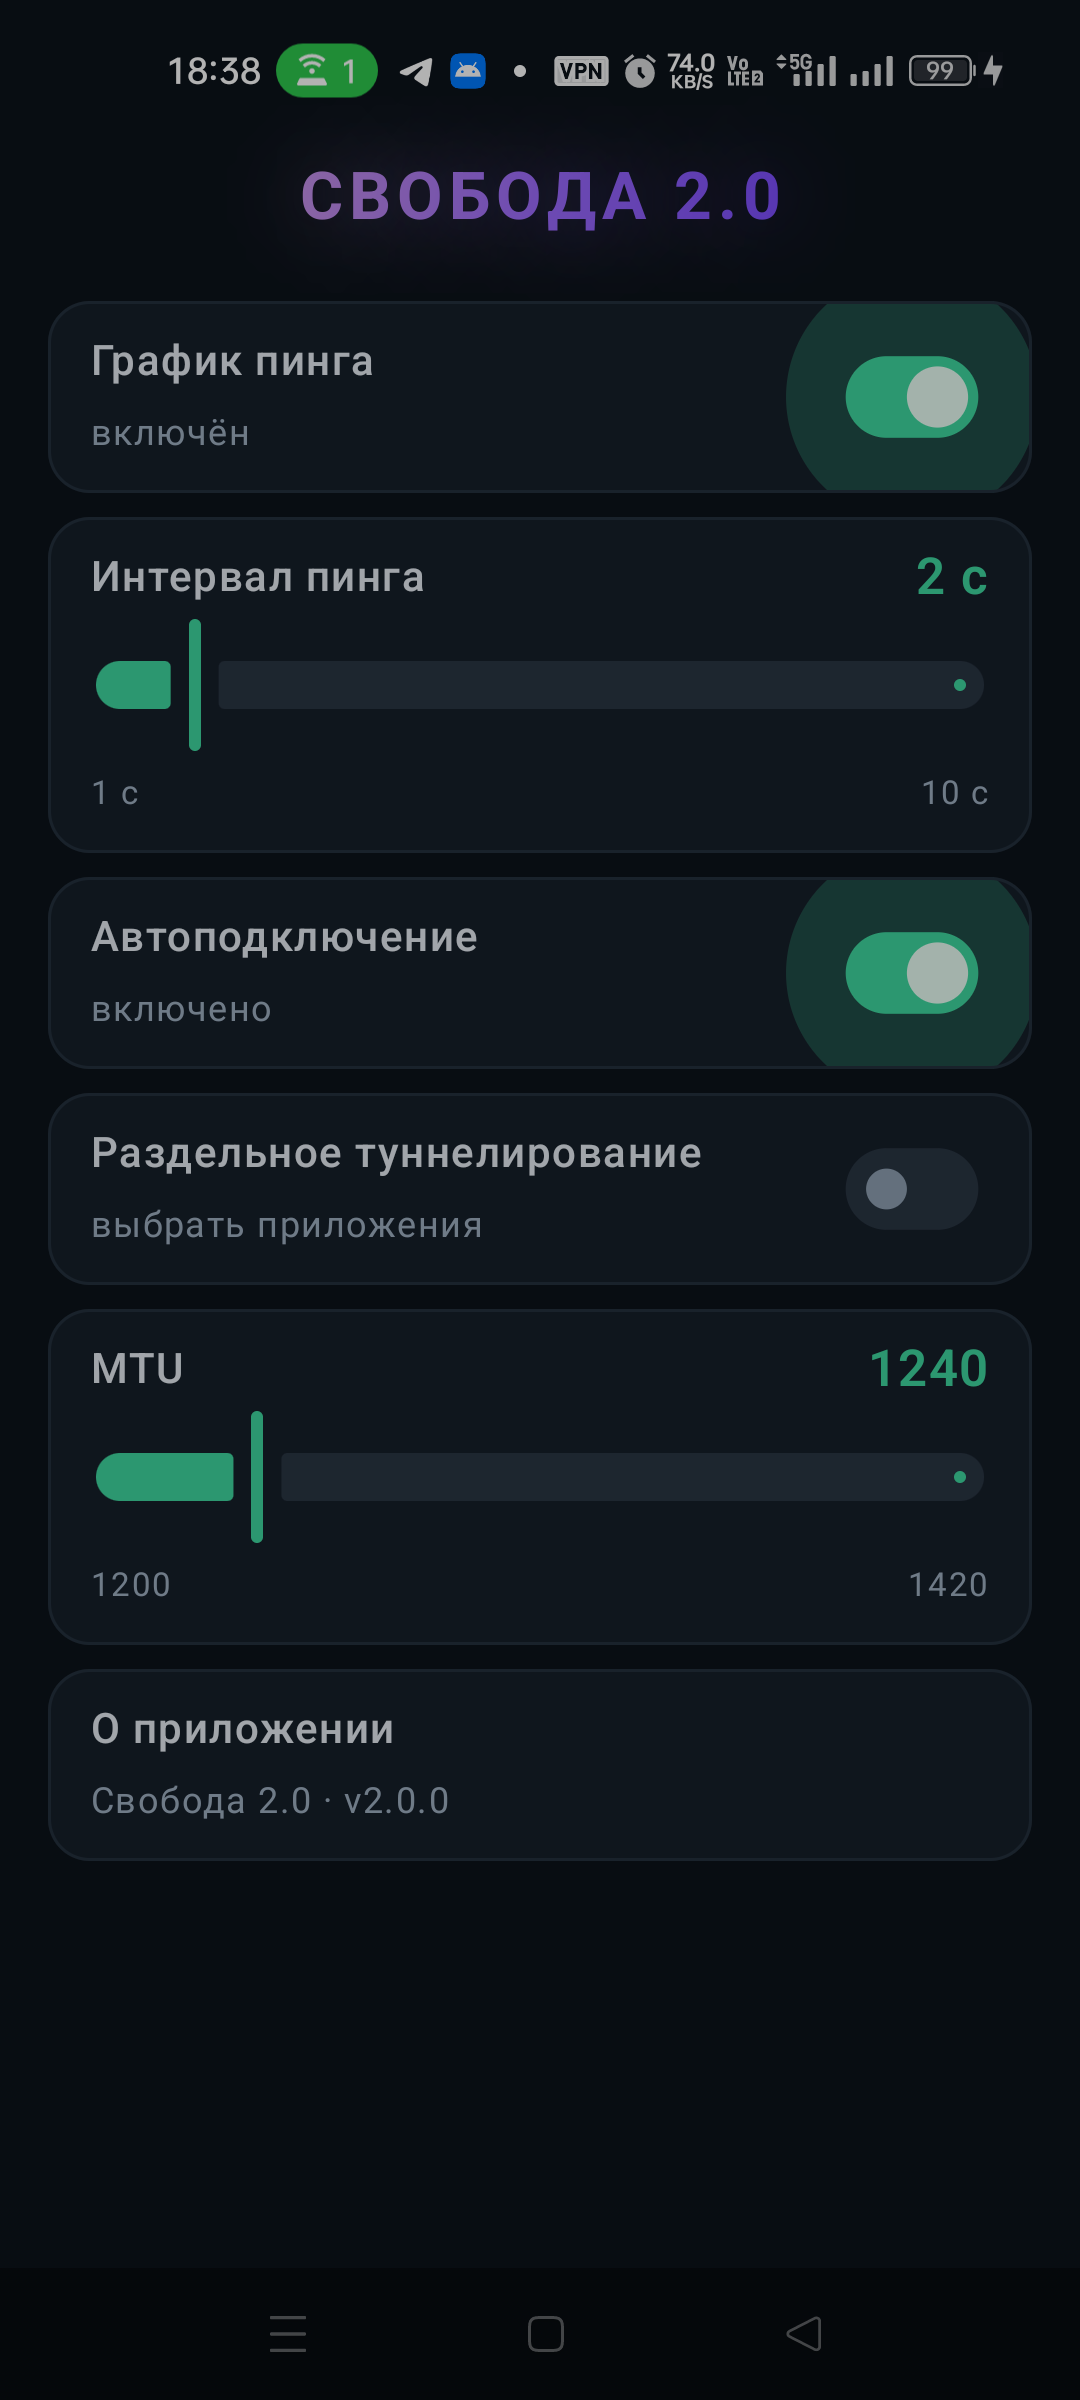 18:38 1 VPN 74.0 KB/S Vo LTE 2 5G 99
СВОБОДА 2.0
График пинга
включён
Интервал пинга 2 с
1 с 10 с
Автоподключение
включено
Раздельное туннелирование
выбрать приложения
MTU 1240
1200 1420
О приложении
Свобода 2.0 · v2.0.0